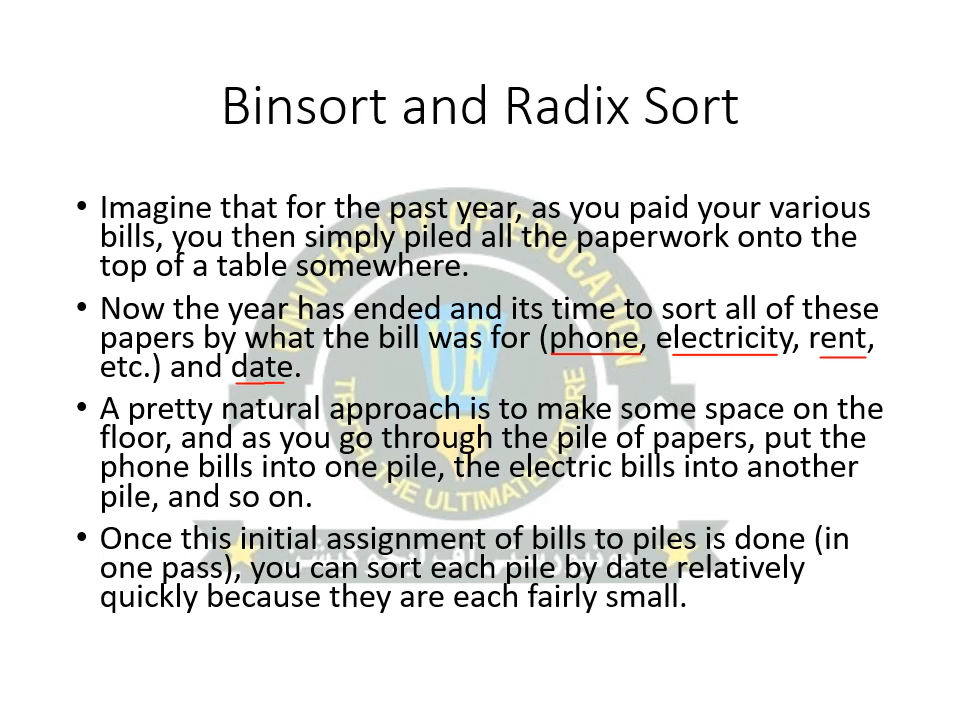 Binsort and Radix Sort
• Imagine that for the past year, as you paid your various
bills, you then simply piled all the paperwork onto the
top of a table somewhere.
• Now the year has ended and its time to sort all of these
papers by what the bill was for (phone, electricity, rent,
etc.) and date.
• A pretty natural approach is to make some space on the
floor, and as you go through the pile of papers, put the
phone bills into one pile, the electric bills into another
pile, and so on.
• Once this initial assignment of bills to piles is done (in
one pass), you can sort each pile by date relatively
quickly because they are each fairly small.
UNIVERSITY OF EDUCATION
UE
THE ULTIMATE